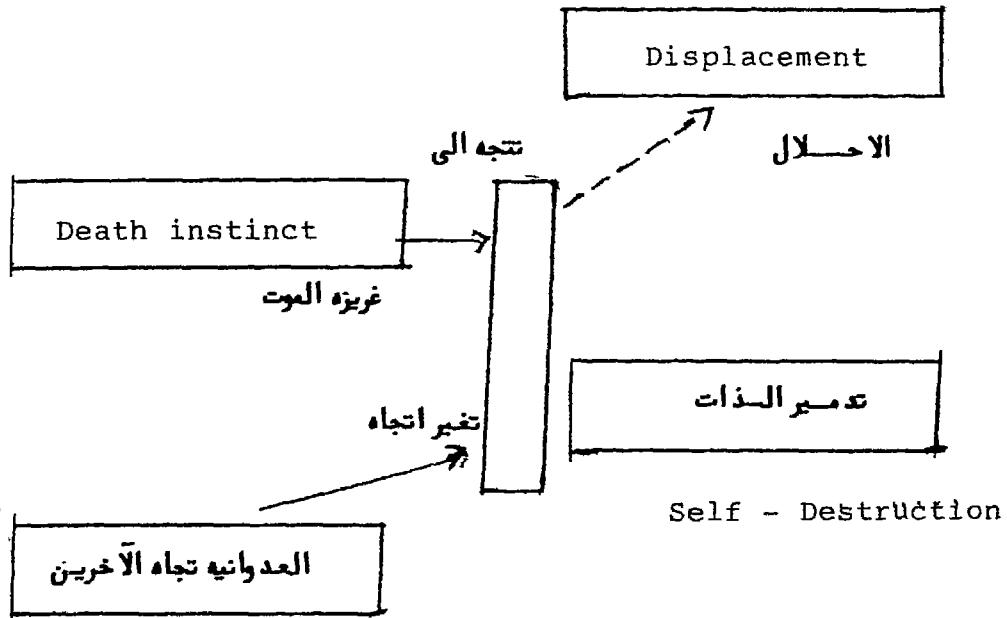 Displacement
الاحلال
تتجه الى
Death instinct
غريزه الموت
تدمير الذات
تغير اتجاه
Self - Destruction
العدوانيه تجاه الآخرين